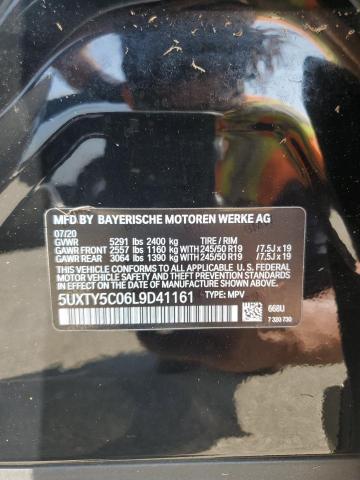 MFD BY BAYERISCHE MOTOREN WERKE AG
07/20
GVWR 5291 lbs 2400 kg TIRE / RIM
GAWR FRONT 2557 lbs 1160 kg WITH 245/50 R19 /7.5J x 19
GAWR REAR 3064 lbs 1390 kg WITH 245/50 R19 /7.5J x 19
THIS VEHICLE CONFORMS TO ALL APPLICABLE FEDERAL MOTOR
VEHICLE SAFETY, BUMPER, AND THEFT PREVENTION STANDARDS
IN EFFECT ON THE DATE OF MANUFACTURE SHOWN ABOVE.
5UXTY5C06L9D41161 TYPE: MPV
668U
7 320 730